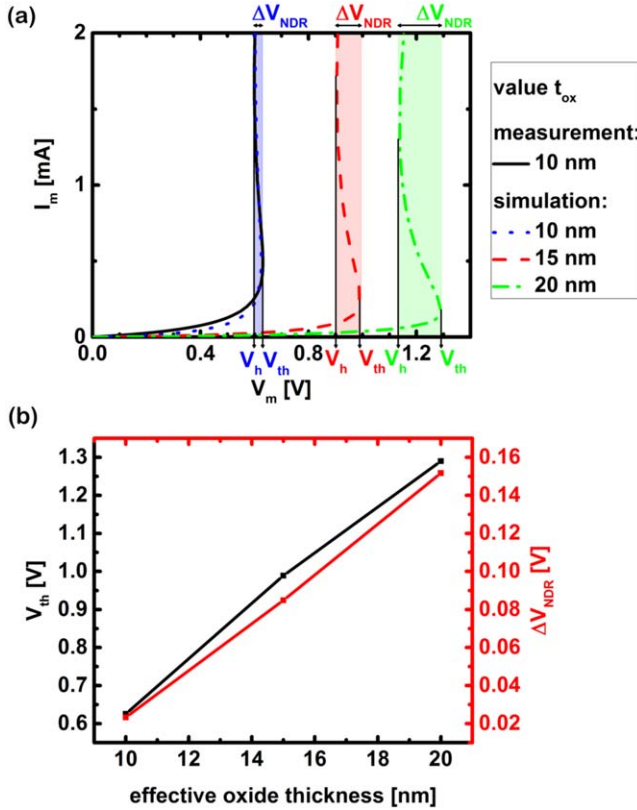 (a)
ΔV_NDR ΔV_NDR ΔV_NDR
2
1
0
I_m [mA]
0.0 0.4 0.8 1.2
V_h V_th V_h V_th V_h V_th
V_m [V]
value t_ox
measurement:
10 nm
simulation:
10 nm
15 nm
20 nm
(b)
1.3
1.2
1.1
1.0
0.9
0.8
0.7
0.6
V_th [V]
0.16
0.14
0.12
0.10
0.08
0.06
0.04
0.02
ΔV_NDR [V]
10 12 14 16 18 20
effective oxide thickness [nm]